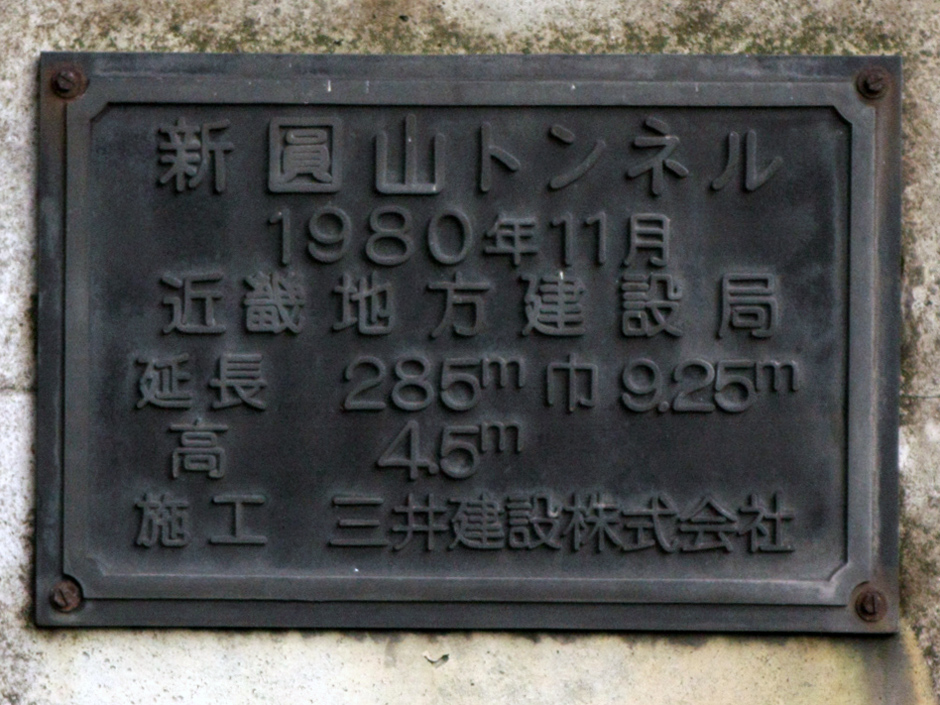 新圓山トンネル
1980年11月
近畿地方建設局
延長 285m 巾 9.25m
高 4.5m
施工 三井建設株式会社